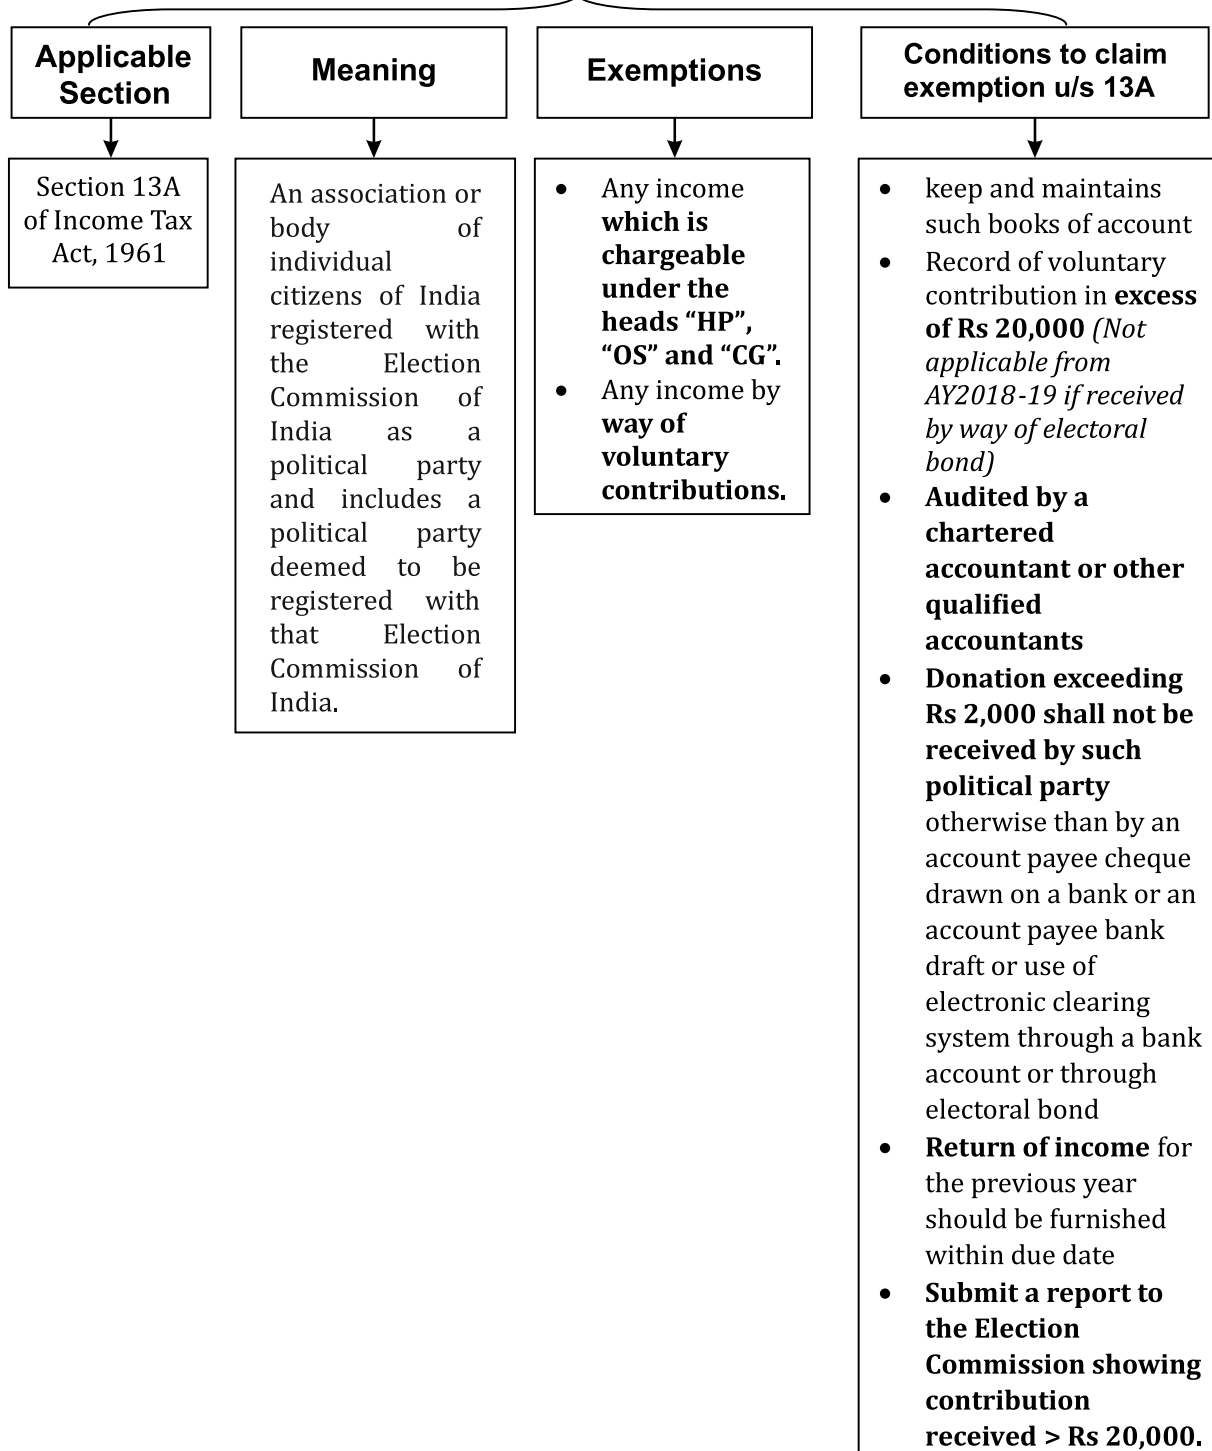 Applicable
Section
Meaning
Exemptions
Conditions to claim
exemption u/s 13A
Section 13A
of Income Tax
Act, 1961
An association or
body of
individual
citizens of India
registered with
the Election
Commission of
India as a
political party
and includes a
political party
deemed to be
registered with
that Election
Commission of
India.
• Any income
which is
chargeable
under the
heads “HP”,
“OS” and “CG”.
• Any income by
way of
voluntary
contributions.
• keep and maintains
such books of account
• Record of voluntary
contribution in excess
of Rs 20,000 (Not
applicable from
AY2018-19 if received
by way of electoral
bond)
• Audited by a
chartered
accountant or other
qualified
accountants
• Donation exceeding
Rs 2,000 shall not be
received by such
political party
otherwise than by an
account payee cheque
drawn on a bank or an
account payee bank
draft or use of
electronic clearing
system through a bank
account or through
electoral bond
• Return of income for
the previous year
should be furnished
within due date
• Submit a report to
the Election
Commission showing
contribution
received > Rs 20,000.